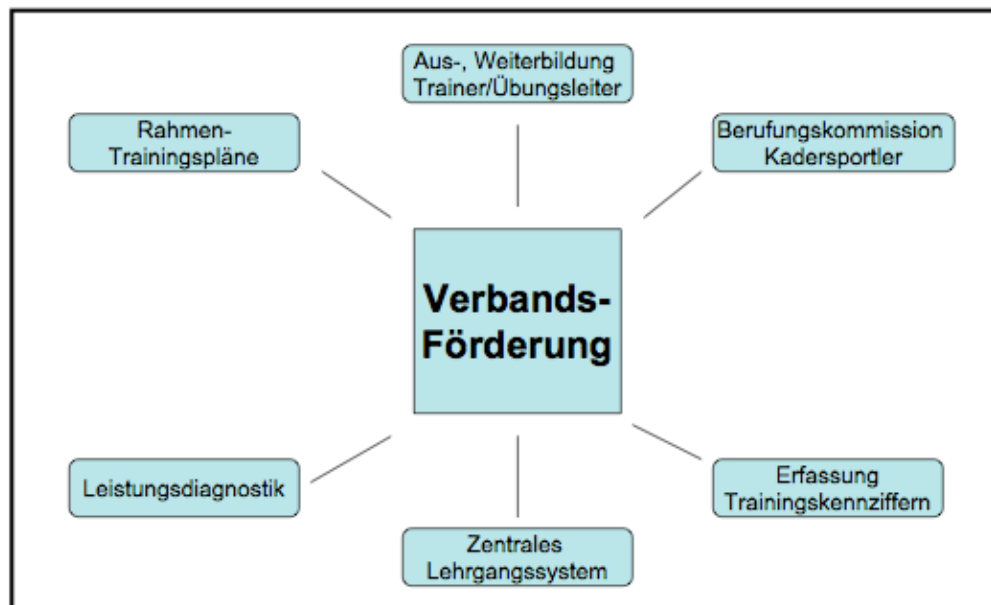 Aus-, Weiterbildung
Trainer/Übungsleiter
Rahmen-
Trainingspläne
Berufungskommission
Kadersportler
Verbands-
Förderung
Leistungsdiagnostik
Erfassung
Trainingskennziffern
Zentrales
Lehrgangssystem